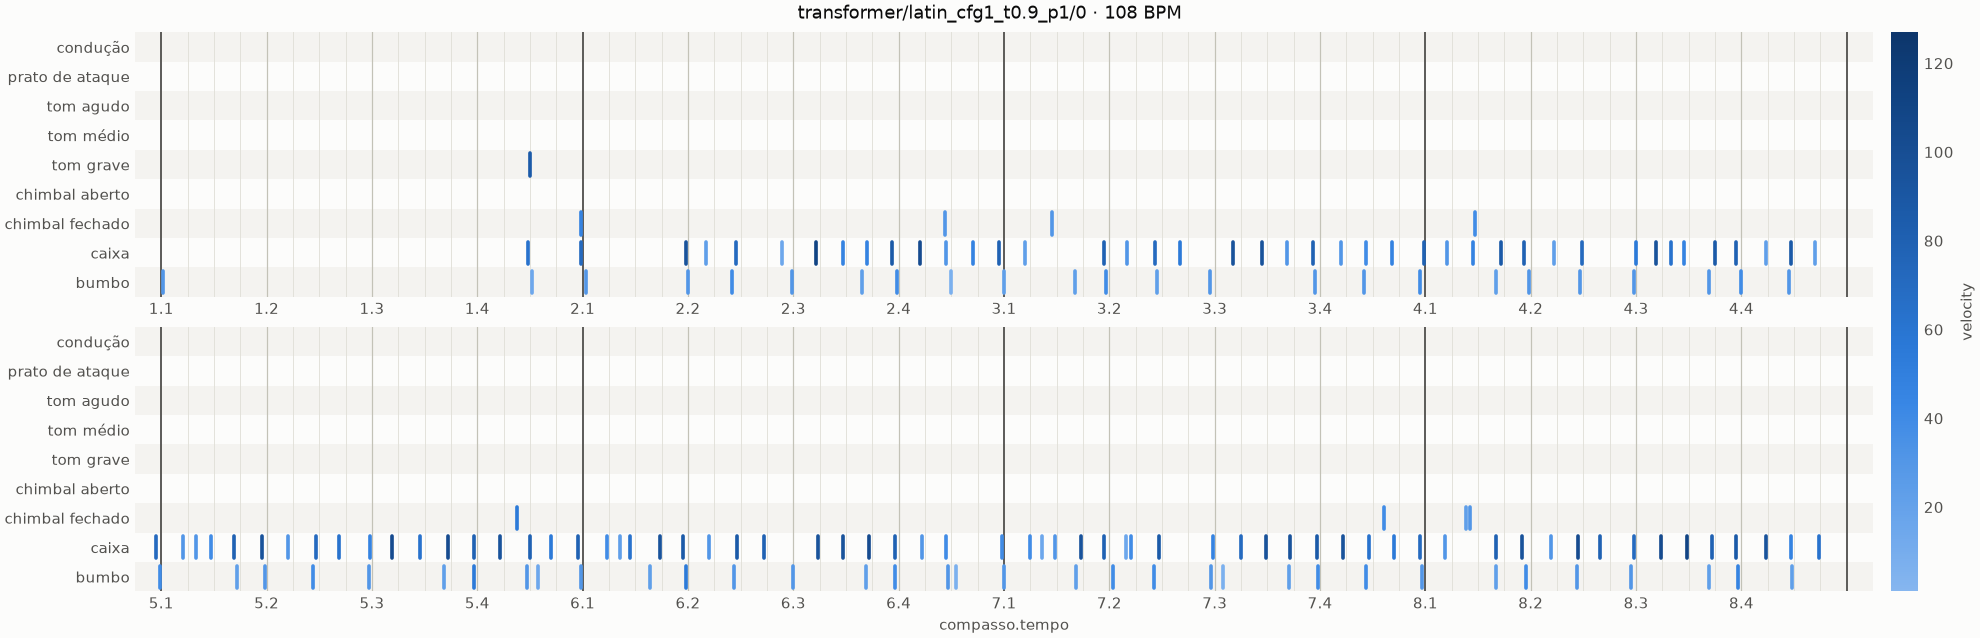 transformer/latin_cfg1_t0.9_p1/0 · 108 BPM
condução
prato de ataque
tom agudo
tom médio
tom grave
chimbal aberto
chimbal fechado
caixa
bumbo
1.1 1.2 1.3 1.4 2.1 2.2 2.3 2.4 3.1 3.2 3.3 3.4 4.1 4.2 4.3 4.4
condução
prato de ataque
tom agudo
tom médio
tom grave
chimbal aberto
chimbal fechado
caixa
bumbo
5.1 5.2 5.3 5.4 6.1 6.2 6.3 6.4 7.1 7.2 7.3 7.4 8.1 8.2 8.3 8.4
compasso.tempo
120
100
80
60
40
20
velocity